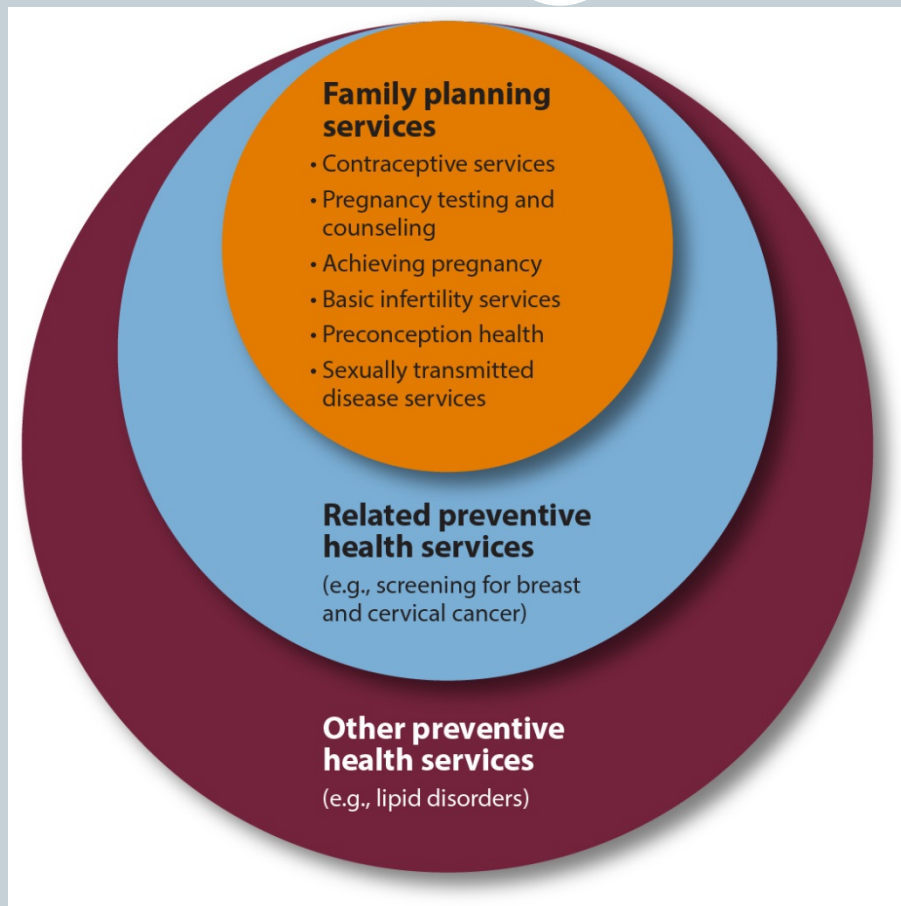 Family planning
services
• Contraceptive services
• Pregnancy testing and
counseling
• Achieving pregnancy
• Basic infertility services
• Preconception health
• Sexually transmitted
disease services
Related preventive
health services
(e.g., screening for breast
and cervical cancer)
Other preventive
health services
(e.g., lipid disorders)